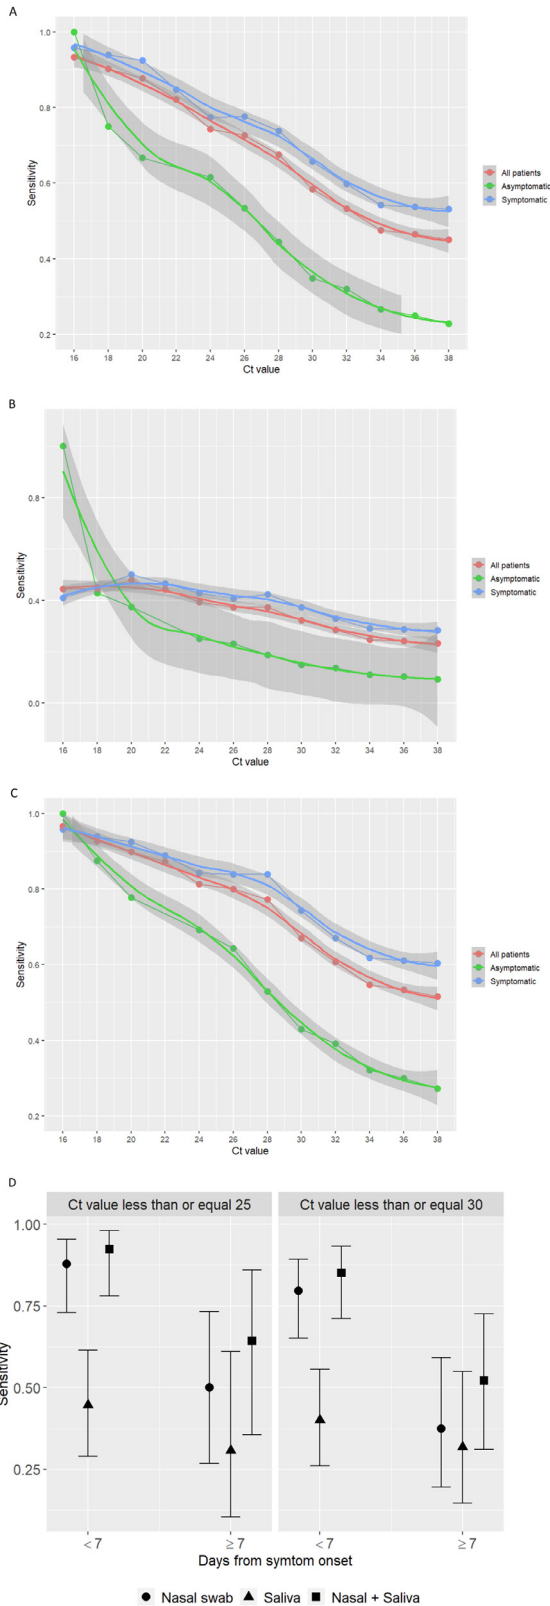 A
1.0
0.8
0.6
0.4
0.2
Sensitivity
16 18 20 22 24 26 28 30 32 34 36 38
Ct value
All patients
Asymptomatic
Symptomatic
B
0.8
0.4
0.0
Sensitivity
16 18 20 22 24 26 28 30 32 34 36 38
Ct value
All patients
Asymptomatic
Symptomatic
C
1.0
0.8
0.6
0.4
0.2
Sensitivity
16 18 20 22 24 26 28 30 32 34 36 38
Ct value
All patients
Asymptomatic
Symptomatic
D
Ct value less than or equal 25 Ct value less than or equal 30
1.00
0.75
0.50
0.25
Sensitivity
< 7 ≥ 7 < 7 ≥ 7
Days from symtom onset
Nasal swab Saliva Nasal + Saliva